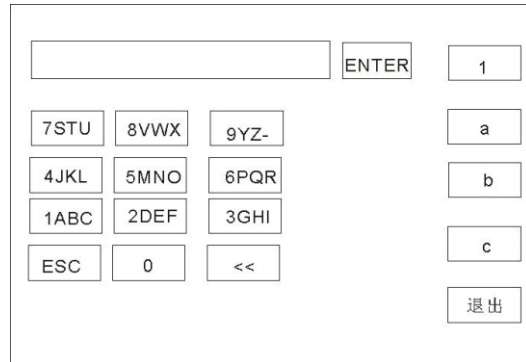 ENTER
1
7STU
8VWX
9YZ-
a
4JKL
5MNO
6PQR
b
1ABC
2DEF
3GHI
c
ESC
0
<<
退出